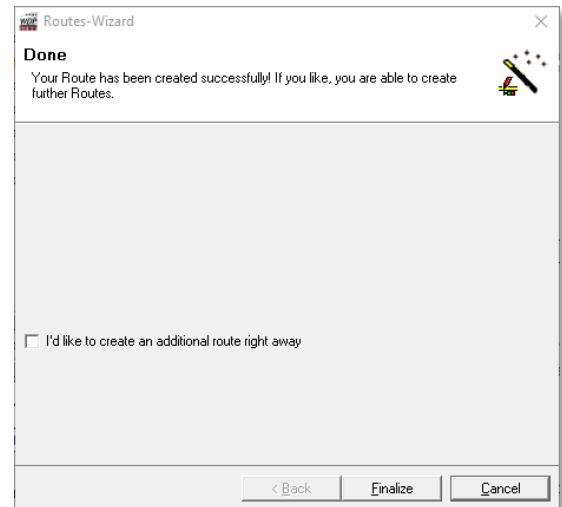 WDP Routes-Wizard
Done
Your Route has been created successfully! If you like, you are able to create
further Routes.
I'd like to create an additional route right away
< Back
Finalize
Cancel